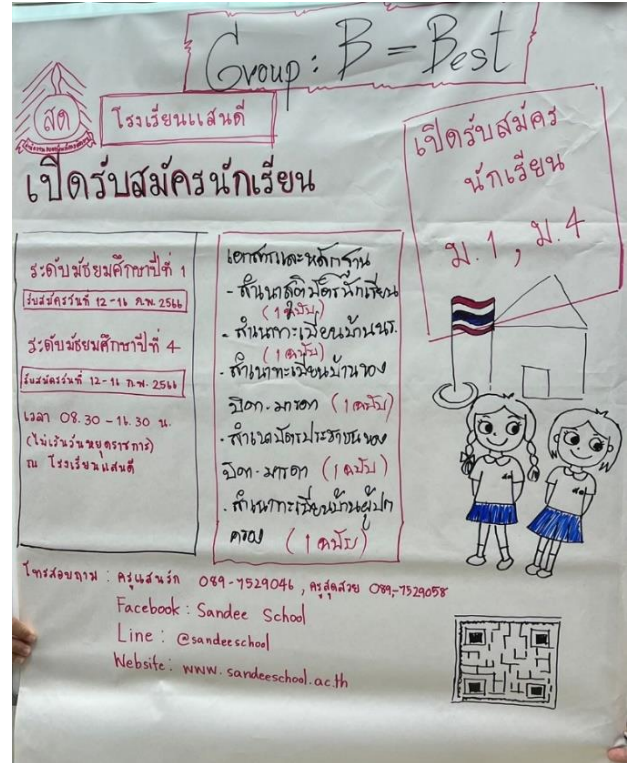 Group: B = Best
สด
โรงเรียนแสนดี
เปิดรับสมัครนักเรียน
เปิดรับสมัคร
นักเรียน
ม.1, ม.4
ระดับมัธยมศึกษาปีที่ 1
รับสมัครวันที่ 12-16 ก.พ. 2566
ระดับมัธยมศึกษาปีที่ 4
รับสมัครวันที่ 12-16 ก.พ. 2566
เวลา 08.30 - 16.30 น.
(ไม่เว้นวันหยุดราชการ)
ณ โรงเรียนแสนดี
เอกสารและหลักฐาน
- สำเนาสูติบัตรนักเรียน
(1 ฉบับ)
- สำเนาทะเบียนบ้านนร.
(1 ฉบับ)
- สำเนาทะเบียนบ้านของ
บิดา-มารดา (1 ฉบับ)
- สำเนาบัตรประชาชนของ
บิดา-มารดา (1 ฉบับ)
- สำเนาทะเบียนบ้านผู้ปก
ครอง (1 ฉบับ)
โทรสอบถาม : ครูแสนรัก 089-7529046, ครูสุดสวย 089-7529058
Facebook : Sandee School
Line : @sandeeschool
Website : www.sandeeschool.ac.th